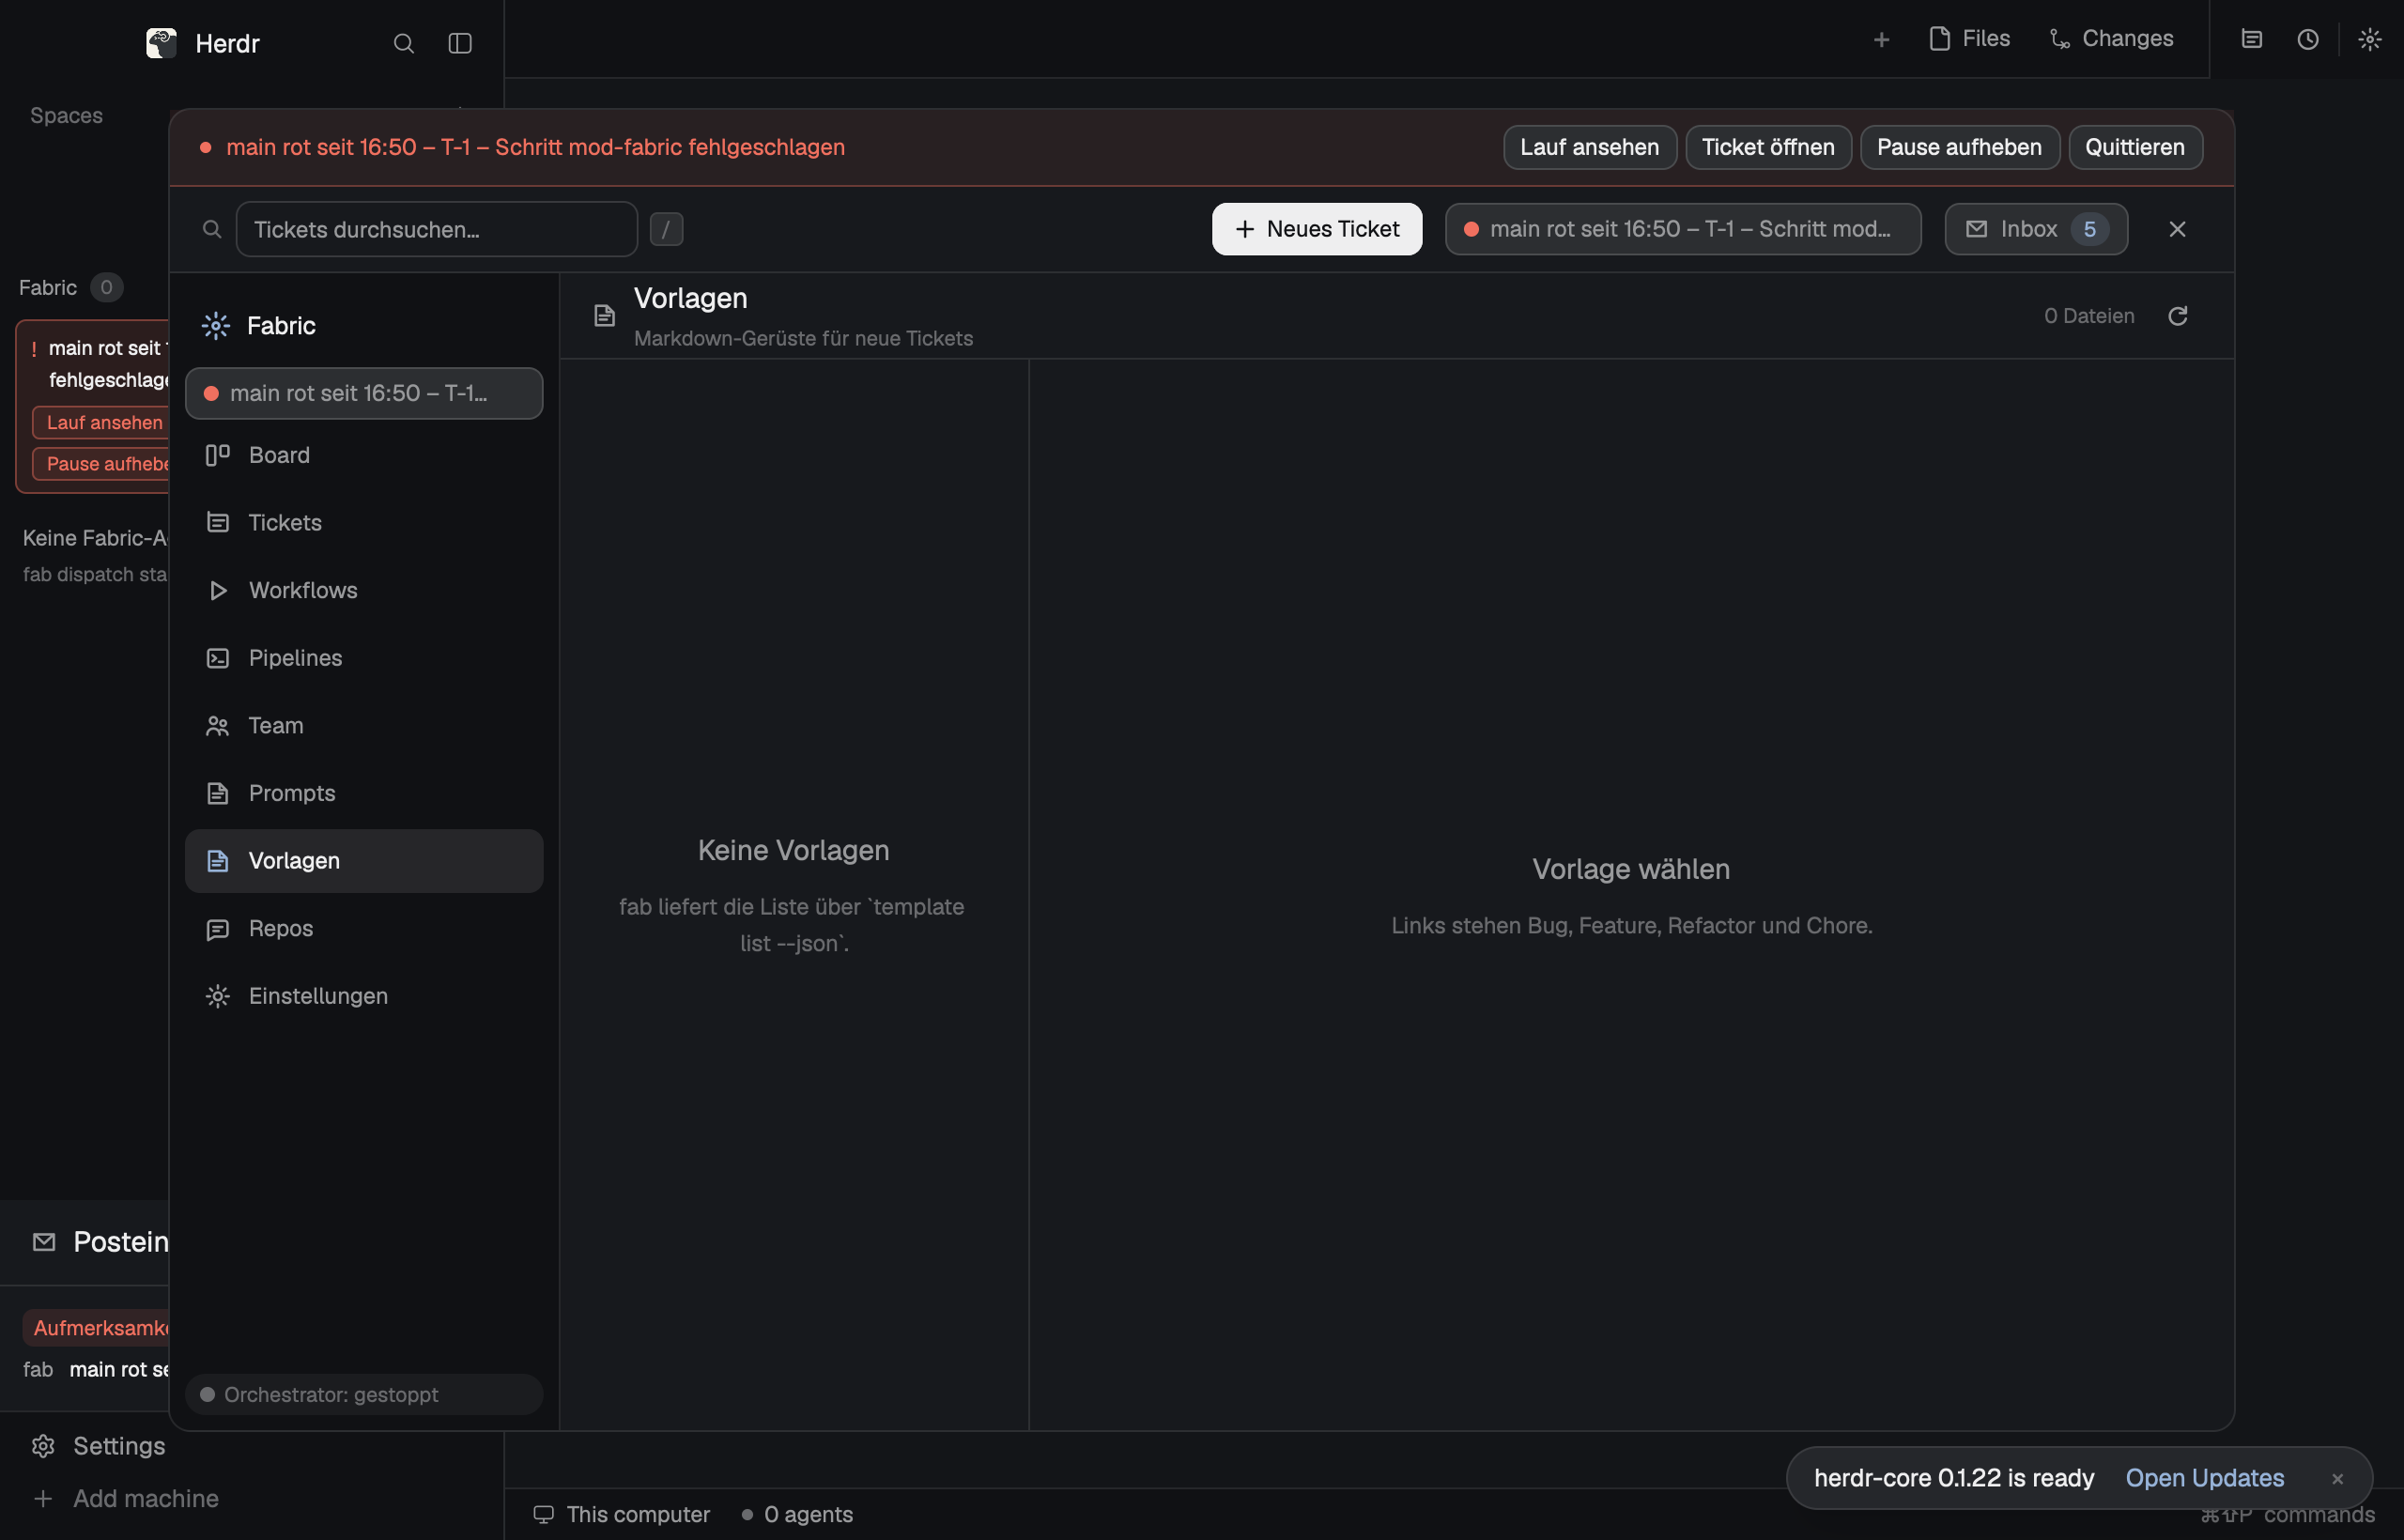 Herdr
Files
Changes
Spaces
main rot seit 16:50 – T-1 – Schritt mod-fabric fehlgeschlagen
Lauf ansehen
Ticket öffnen
Pause aufheben
Quittieren
Tickets durchsuchen...
/
Neues Ticket
main rot seit 16:50 – T-1 – Schritt mod...
Inbox 5
Fabric 0
! main rot seit
fehlgeschlage
Lauf ansehen
Pause aufhebe
Keine Fabric-A
fab dispatch sta
Fabric
main rot seit 16:50 – T-1...
Board
Tickets
Workflows
Pipelines
Team
Prompts
Vorlagen
Repos
Einstellungen
Orchestrator: gestoppt
Vorlagen
Markdown-Gerüste für neue Tickets
0 Dateien
Keine Vorlagen
fab liefert die Liste über `template
list --json`.
Vorlage wählen
Links stehen Bug, Feature, Refactor und Chore.
Postein
Aufmerksamke
fab main rot se
Settings
Add machine
This computer
0 agents
herdr-core 0.1.22 is ready
Open Updates
⌘⇧P commands